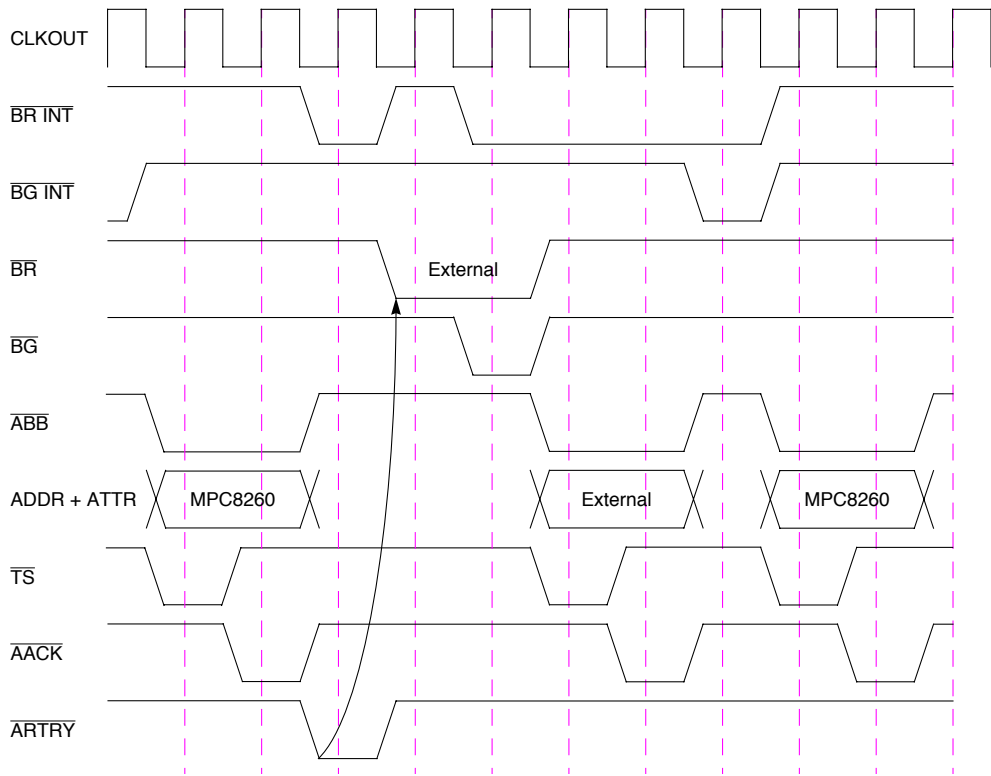 CLKOUT
BR INT
BG INT
BR
External
BG
ABB
ADDR + ATTR
MPC8260
External
MPC8260
TS
AACK
ARTRY